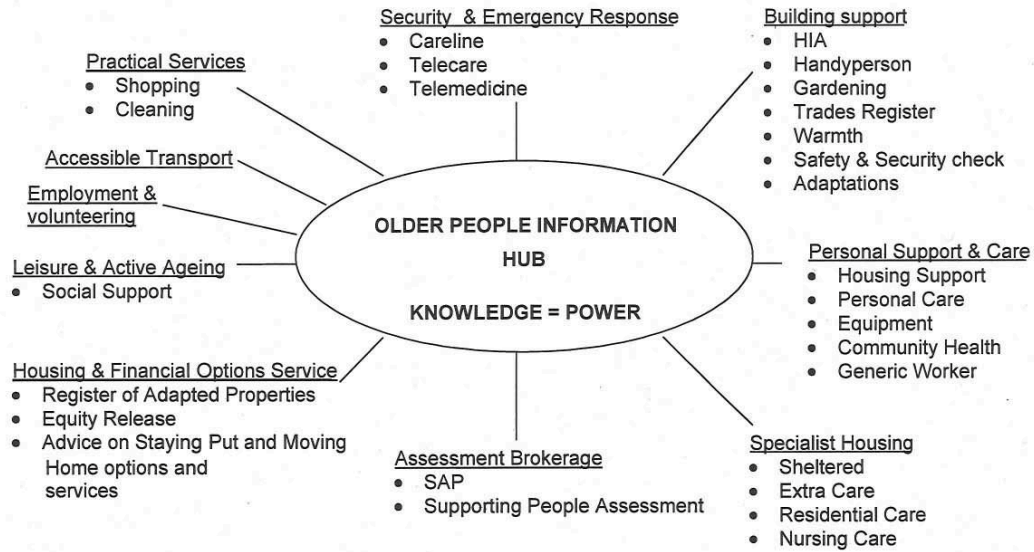 Security & Emergency Response
• Careline
• Telecare
• Telemedicine
Building support
• HIA
• Handyperson
• Gardening
• Trades Register
• Warmth
• Safety & Security check
• Adaptations
Practical Services
• Shopping
• Cleaning
Accessible Transport
Employment &
volunteering
Leisure & Active Ageing
• Social Support
OLDER PEOPLE INFORMATION
HUB
KNOWLEDGE = POWER
Personal Support & Care
• Housing Support
• Personal Care
• Equipment
• Community Health
• Generic Worker
Housing & Financial Options Service
• Register of Adapted Properties
• Equity Release
• Advice on Staying Put and Moving
Home options and
services
Assessment Brokerage
• SAP
• Supporting People Assessment
Specialist Housing
• Sheltered
• Extra Care
• Residential Care
• Nursing Care